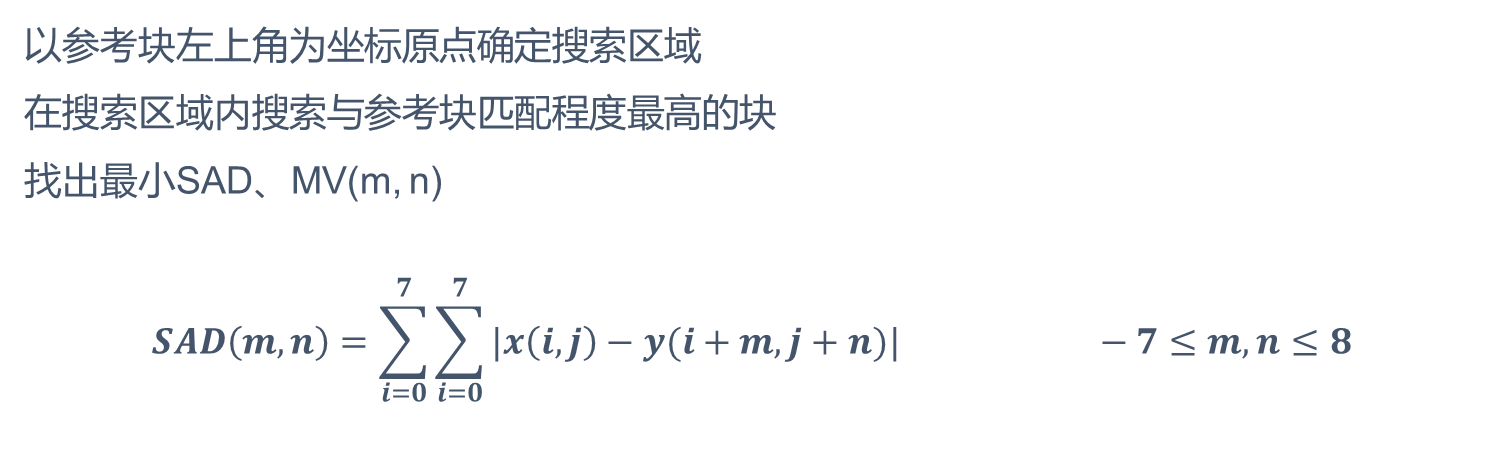 以参考块左上角为坐标原点确定搜索区域
在搜索区域内搜索与参考块匹配程度最高的块
找出最小SAD、MV(m, n)
SAD(m, n) = ∑_{i=0}^{7} ∑_{i=0}^{7} |x(i, j) − y(i + m, j + n)| − 7 ≤ m, n ≤ 8